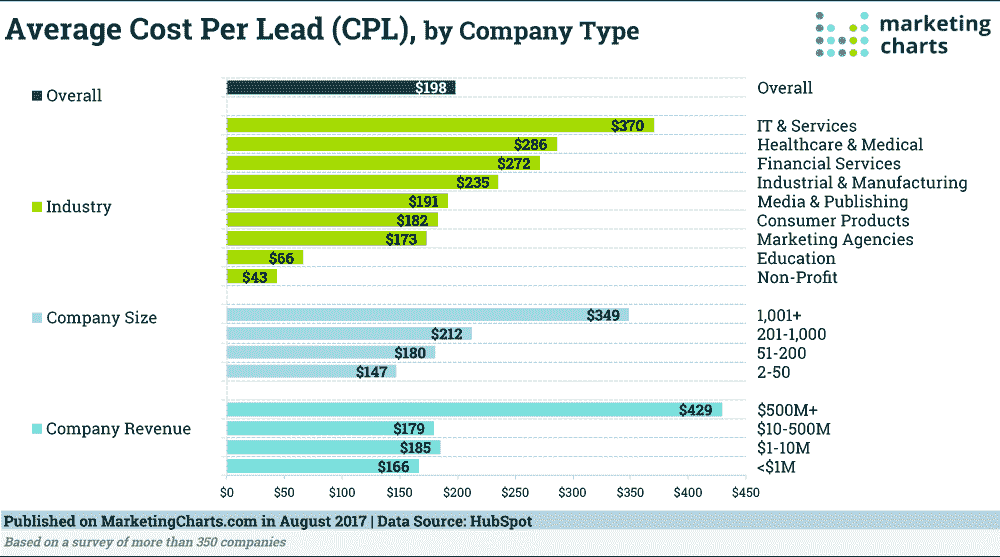 Average Cost Per Lead (CPL), by Company Type
marketing
charts
Overall
$198
Overall
Industry
$370
IT & Services
$286
Healthcare & Medical
$272
Financial Services
$235
Industrial & Manufacturing
$191
Media & Publishing
$182
Consumer Products
$173
Marketing Agencies
$66
Education
$43
Non-Profit
Company Size
$349
1,001+
$212
201-1,000
$180
51-200
$147
2-50
Company Revenue
$429
$500M+
$179
$10-500M
$185
$1-10M
$166
<$1M
$0 $50 $100 $150 $200 $250 $300 $350 $400 $450
Published on MarketingCharts.com in August 2017 | Data Source: HubSpot
Based on a survey of more than 350 companies